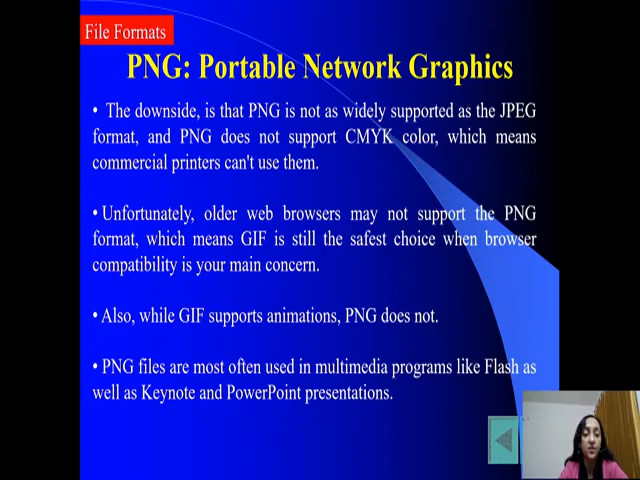 File Formats
PNG: Portable Network Graphics
• The downside, is that PNG is not as widely supported as the JPEG
format, and PNG does not support CMYK color, which means
commercial printers can't use them.
• Unfortunately, older web browsers may not support the PNG
format, which means GIF is still the safest choice when browser
compatibility is your main concern.
• Also, while GIF supports animations, PNG does not.
• PNG files are most often used in multimedia programs like Flash as
well as Keynote and PowerPoint presentations.